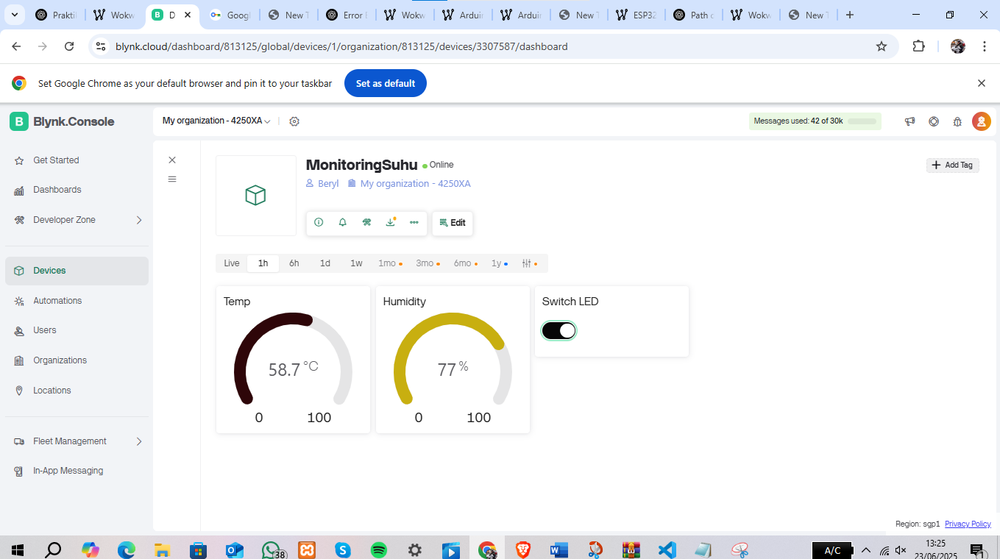 Prakti
Wokw
D
Googl
New T
Error E
Wokw
Arduin
Arduin
New T
ESP32
Path o
Wokw
New T
blynk.cloud/dashboard/813125/global/devices/1/organization/813125/devices/3307587/dashboard
Set Google Chrome as your default browser and pin it to your taskbar
Set as default
B Blynk.Console
My organization - 4250XA
Messages used: 42 of 30k
Get Started
Dashboards
Developer Zone
Devices
Automations
Users
Organizations
Locations
Fleet Management
In-App Messaging
MonitoringSuhu Online
Beryl My organization - 4250XA
Add Tag
Edit
Live 1h 6h 1d 1w 1mo 3mo 6mo 1y
Temp
58.7 °C
0 100
Humidity
77 %
0 100
Switch LED
Region: sgp1 Privacy Policy
38
A/C
13:25
23/06/2025
1